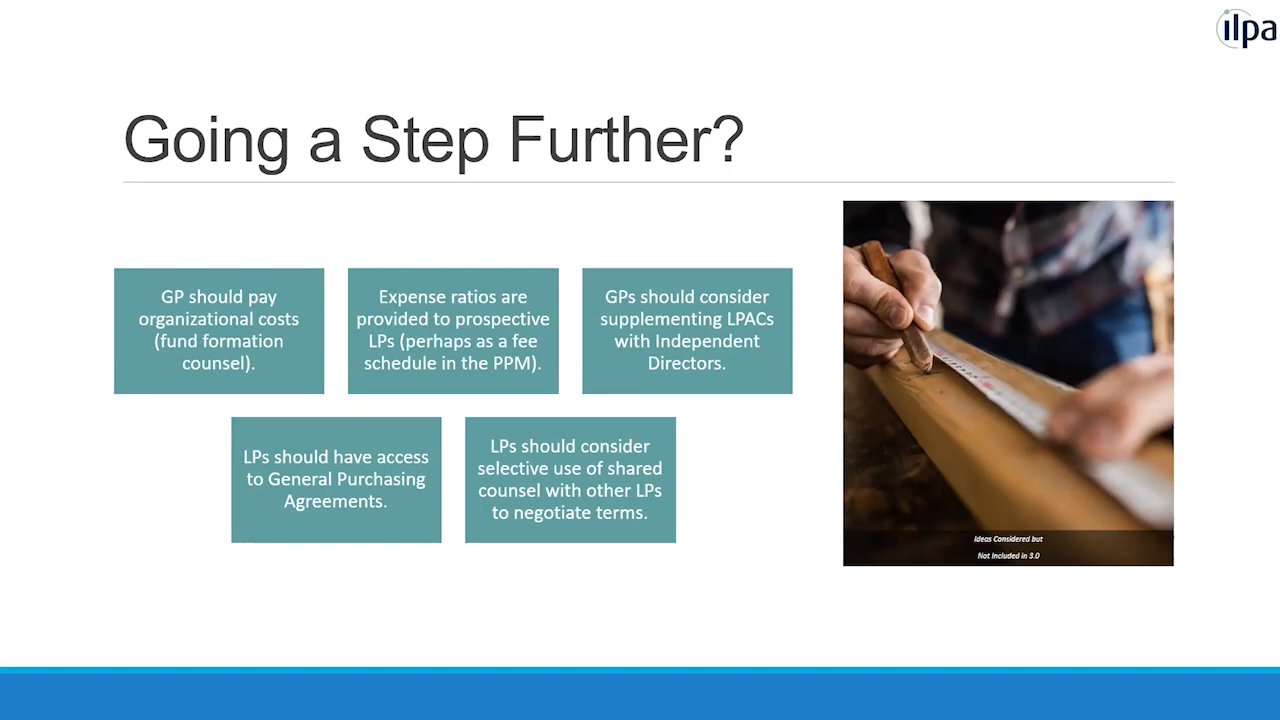 ilpa
Going a Step Further?
GP should pay
organizational costs
(fund formation
counsel).
Expense ratios are
provided to prospective
LPs (perhaps as a fee
schedule in the PPM).
GPs should consider
supplementing LPACs
with Independent
Directors.
LPs should have access
to General Purchasing
Agreements.
LPs should consider
selective use of shared
counsel with other LPs
to negotiate terms.
Ideas Considered but
Not Included in 3.0